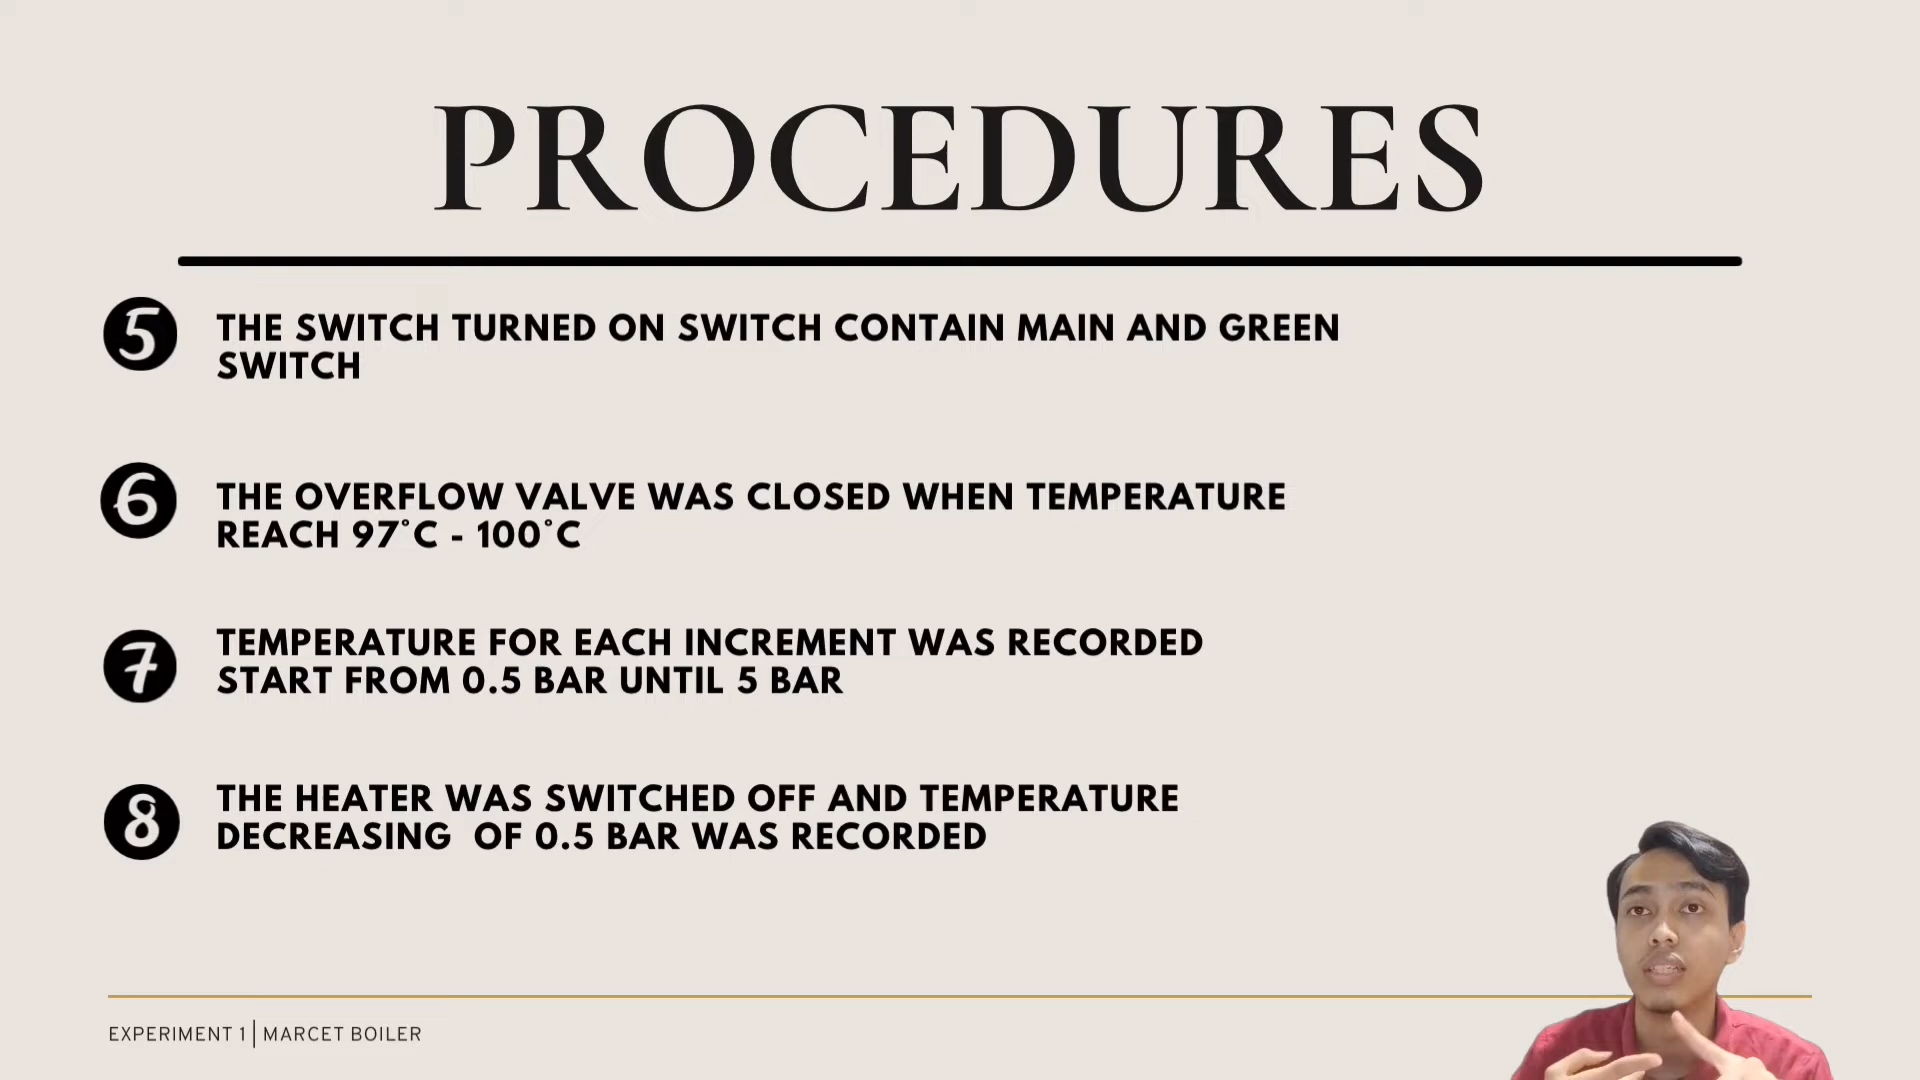 PROCEDURES
5 THE SWITCH TURNED ON SWITCH CONTAIN MAIN AND GREEN
SWITCH
6 THE OVERFLOW VALVE WAS CLOSED WHEN TEMPERATURE
REACH 97°C - 100°C
7 TEMPERATURE FOR EACH INCREMENT WAS RECORDED
START FROM 0.5 BAR UNTIL 5 BAR
8 THE HEATER WAS SWITCHED OFF AND TEMPERATURE
DECREASING OF 0.5 BAR WAS RECORDED
EXPERIMENT 1 | MARCET BOILER